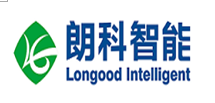 朗科智能
Longood Intelligent